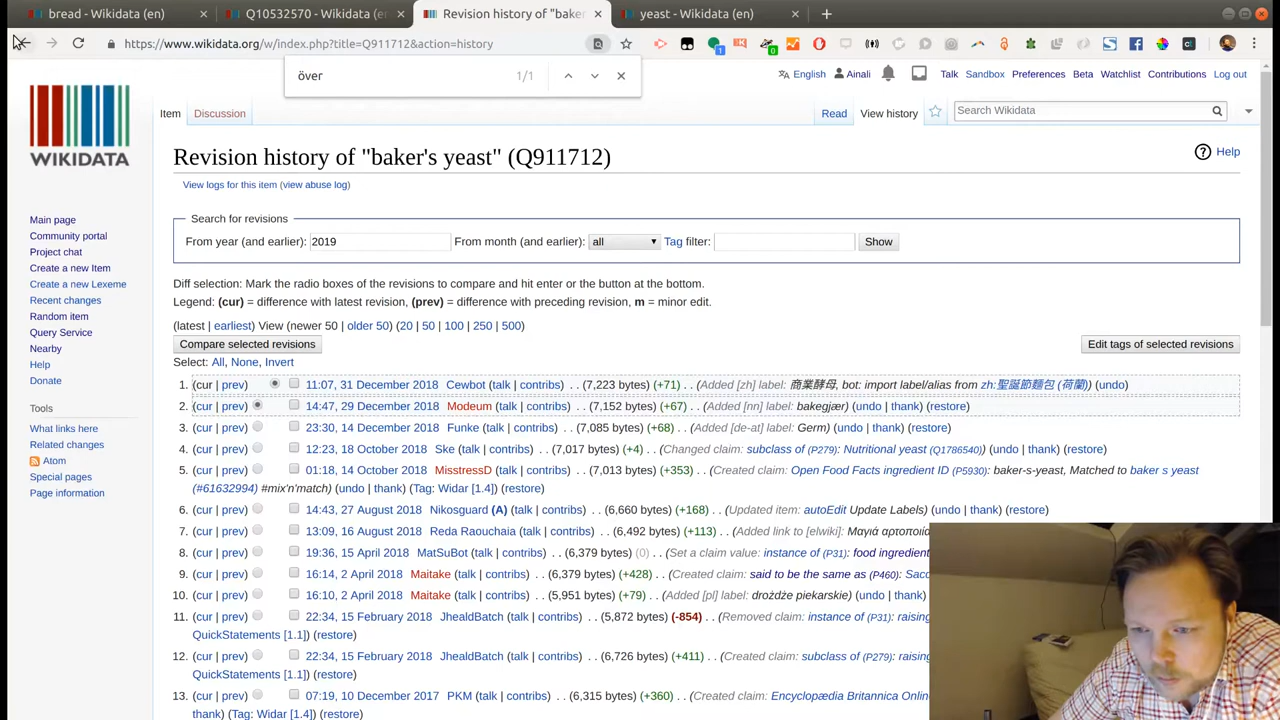 bread - Wikidata (en)
Q10532570 - Wikidata (en
Revision history of "baker
yeast - Wikidata (en)
https://www.wikidata.org/w/index.php?title=Q911712&action=history
över 1/1
English Ainali Talk Sandbox Preferences Beta Watchlist Contributions Log out
Item Discussion Read View history Search Wikidata
WIKIDATA
Revision history of "baker's yeast" (Q911712)
Help
View logs for this item (view abuse log)
Main page
Community portal
Project chat
Create a new Item
Create a new Lexeme
Recent changes
Random item
Query Service
Nearby
Help
Donate
Tools
What links here
Related changes
Atom
Special pages
Page information
Search for revisions
From year (and earlier): 2019 From month (and earlier): all Tag filter: Show
Diff selection: Mark the radio boxes of the revisions to compare and hit enter or the button at the bottom.
Legend: (cur) = difference with latest revision, (prev) = difference with preceding revision, m = minor edit.
(latest | earliest) View (newer 50 | older 50) (20 | 50 | 100 | 250 | 500)
Compare selected revisions Edit tags of selected revisions
Select: All, None, Invert
1. (cur | prev) 11:07, 31 December 2018 Cewbot (talk | contribs) . . (7,223 bytes) (+71) . . (Added [zh] label: 商業酵母, bot: import label/alias from zh:聖誕節麵包 (荷蘭)) (undo)
2. (cur | prev) 14:47, 29 December 2018 Modeum (talk | contribs) . . (7,152 bytes) (+67) . . (Added [nn] label: bakegjær) (undo | thank) (restore)
3. (cur | prev) 23:30, 14 December 2018 Funke (talk | contribs) . . (7,085 bytes) (+68) . . (Added [de-at] label: Germ) (undo | thank) (restore)
4. (cur | prev) 12:23, 18 October 2018 Ske (talk | contribs) . . (7,017 bytes) (+4) . . (Changed claim: subclass of (P279): Nutritional yeast (Q1786540)) (undo | thank) (restore)
5. (cur | prev) 01:18, 14 October 2018 MisstressD (talk | contribs) . . (7,013 bytes) (+353) . . (Created claim: Open Food Facts ingredient ID (P5930): baker-s-yeast, Matched to baker s yeast
(#61632994) #mix'n'match) (undo | thank) (Tag: Widar [1.4]) (restore)
6. (cur | prev) 14:43, 27 August 2018 Nikosguard (A) (talk | contribs) . . (6,660 bytes) (+168) . . (Updated item: autoEdit Update Labels) (undo | thank) (restore)
7. (cur | prev) 13:09, 16 August 2018 Reda Raouchaia (talk | contribs) . . (6,492 bytes) (+113) . . (Added link to [elwiki]: Μαγιά αρτοποιο
8. (cur | prev) 19:36, 15 April 2018 MatSuBot (talk | contribs) . . (6,379 bytes) (0) . . (Set a claim value: instance of (P31): food ingredien
9. (cur | prev) 16:14, 2 April 2018 Maitake (talk | contribs) . . (6,379 bytes) (+428) . . (Created claim: said to be the same as (P460): Sacc
10. (cur | prev) 16:10, 2 April 2018 Maitake (talk | contribs) . . (5,951 bytes) (+79) . . (Added [pl] label: drożdże piekarskie) (undo | thank)
11. (cur | prev) 22:34, 15 February 2018 JhealdBatch (talk | contribs) . . (5,872 bytes) (-854) . . (Removed claim: instance of (P31): raising
QuickStatements [1.1]) (restore)
12. (cur | prev) 22:34, 15 February 2018 JhealdBatch (talk | contribs) . . (6,726 bytes) (+411) . . (Created claim: subclass of (P279): raising
QuickStatements [1.1]) (restore)
13. (cur | prev) 07:19, 10 December 2017 PKM (talk | contribs) . . (6,315 bytes) (+360) . . (Created claim: Encyclopædia Britannica Onlin
thank) (Tag: Widar [1.4]) (restore)